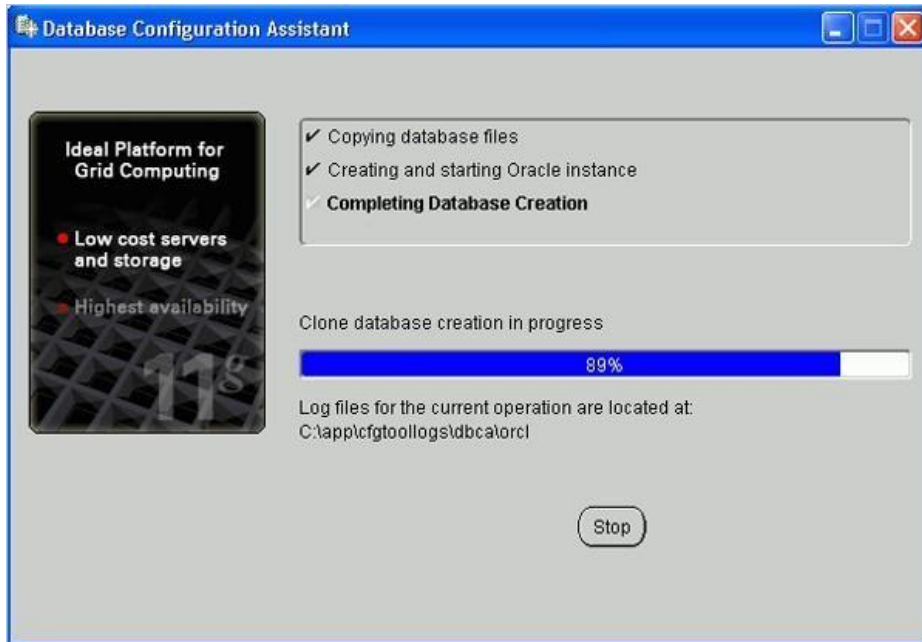 Database Configuration Assistant
Ideal Platform for
Grid Computing
Low cost servers
and storage
Highest availability
11g
✔ Copying database files
✔ Creating and starting Oracle instance
✔ Completing Database Creation
Clone database creation in progress
89%
Log files for the current operation are located at:
C:\app\cfgtoollogs\dbca\orcl
Stop